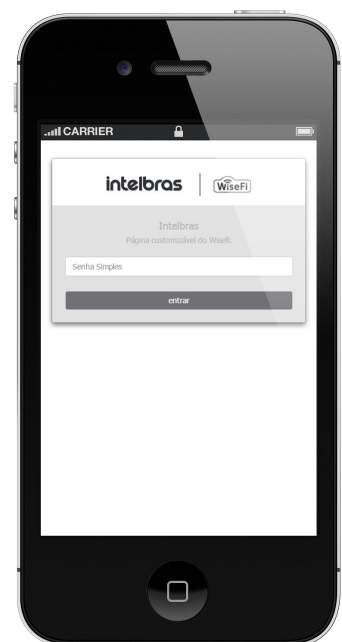 CARRIER
intelbras
WiseFi
Intelbras
Página customizável do Wisefi.
Senha Simples
entrar